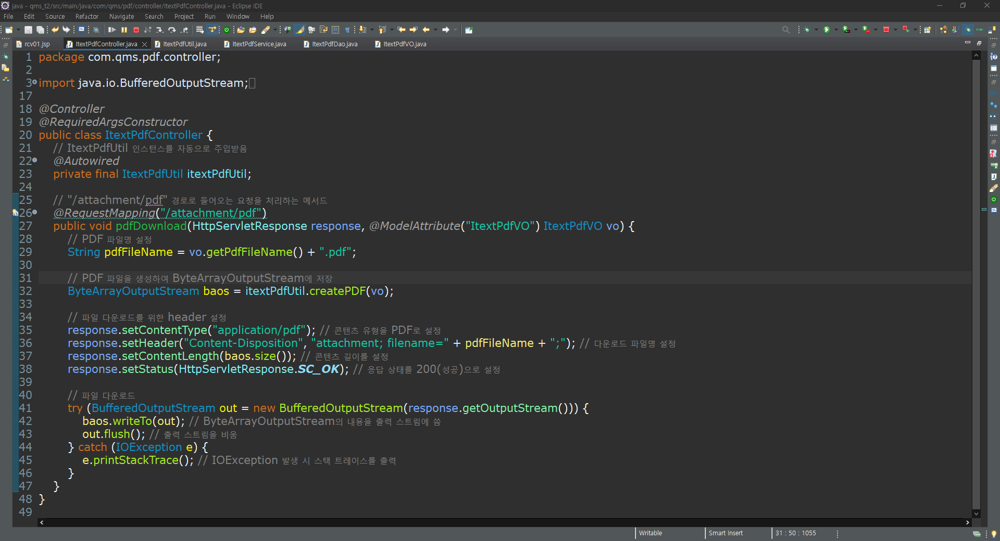 java - qms_t2/src/main/java/com/qms/pdf/controller/ItextPdfController.java - Eclipse IDE
File Edit Source Refactor Navigate Search Project Run Window Help
rcv01.jsp ItextPdfController.java ItextPdfUtil.java ItextPdfService.java ItextPdfDao.java ItextPdfVO.java
1 package com.qms.pdf.controller;
2
3 import java.io.BufferedOutputStream;
17
18 @Controller
19 @RequiredArgsConstructor
20 public class ItextPdfController {
21 // ItextPdfUtil 인스턴스를 자동으로 주입받음
22 @Autowired
23 private final ItextPdfUtil itextPdfUtil;
24
25 // "/attachment/pdf" 경로로 들어오는 요청을 처리하는 메서드
26 @RequestMapping("/attachment/pdf")
27 public void pdfDownload(HttpServletResponse response, @ModelAttribute("ItextPdfVO") ItextPdfVO vo) {
28 // PDF 파일명 설정
29 String pdfFileName = vo.getPdfFileName() + ".pdf";
30
31 // PDF 파일을 생성하여 ByteArrayOutputStream에 저장
32 ByteArrayOutputStream baos = itextPdfUtil.createPDF(vo);
33
34 // 파일 다운로드를 위한 header 설정
35 response.setContentType("application/pdf"); // 콘텐츠 유형을 PDF로 설정
36 response.setHeader("Content-Disposition", "attachment; filename=" + pdfFileName + ";"); // 다운로드 파일명 설정
37 response.setContentLength(baos.size()); // 콘텐츠 길이를 설정
38 response.setStatus(HttpServletResponse.SC_OK); // 응답 상태를 200(성공)으로 설정
39
40 // 파일 다운로드
41 try (BufferedOutputStream out = new BufferedOutputStream(response.getOutputStream())) {
42 baos.writeTo(out); // ByteArrayOutputStream의 내용을 출력 스트림에 씀
43 out.flush(); // 출력 스트림을 비움
44 } catch (IOException e) {
45 e.printStackTrace(); // IOException 발생 시 스택 트레이스를 출력
46 }
47 }
48 }
49
Writable Smart Insert 31 : 50 : 1055